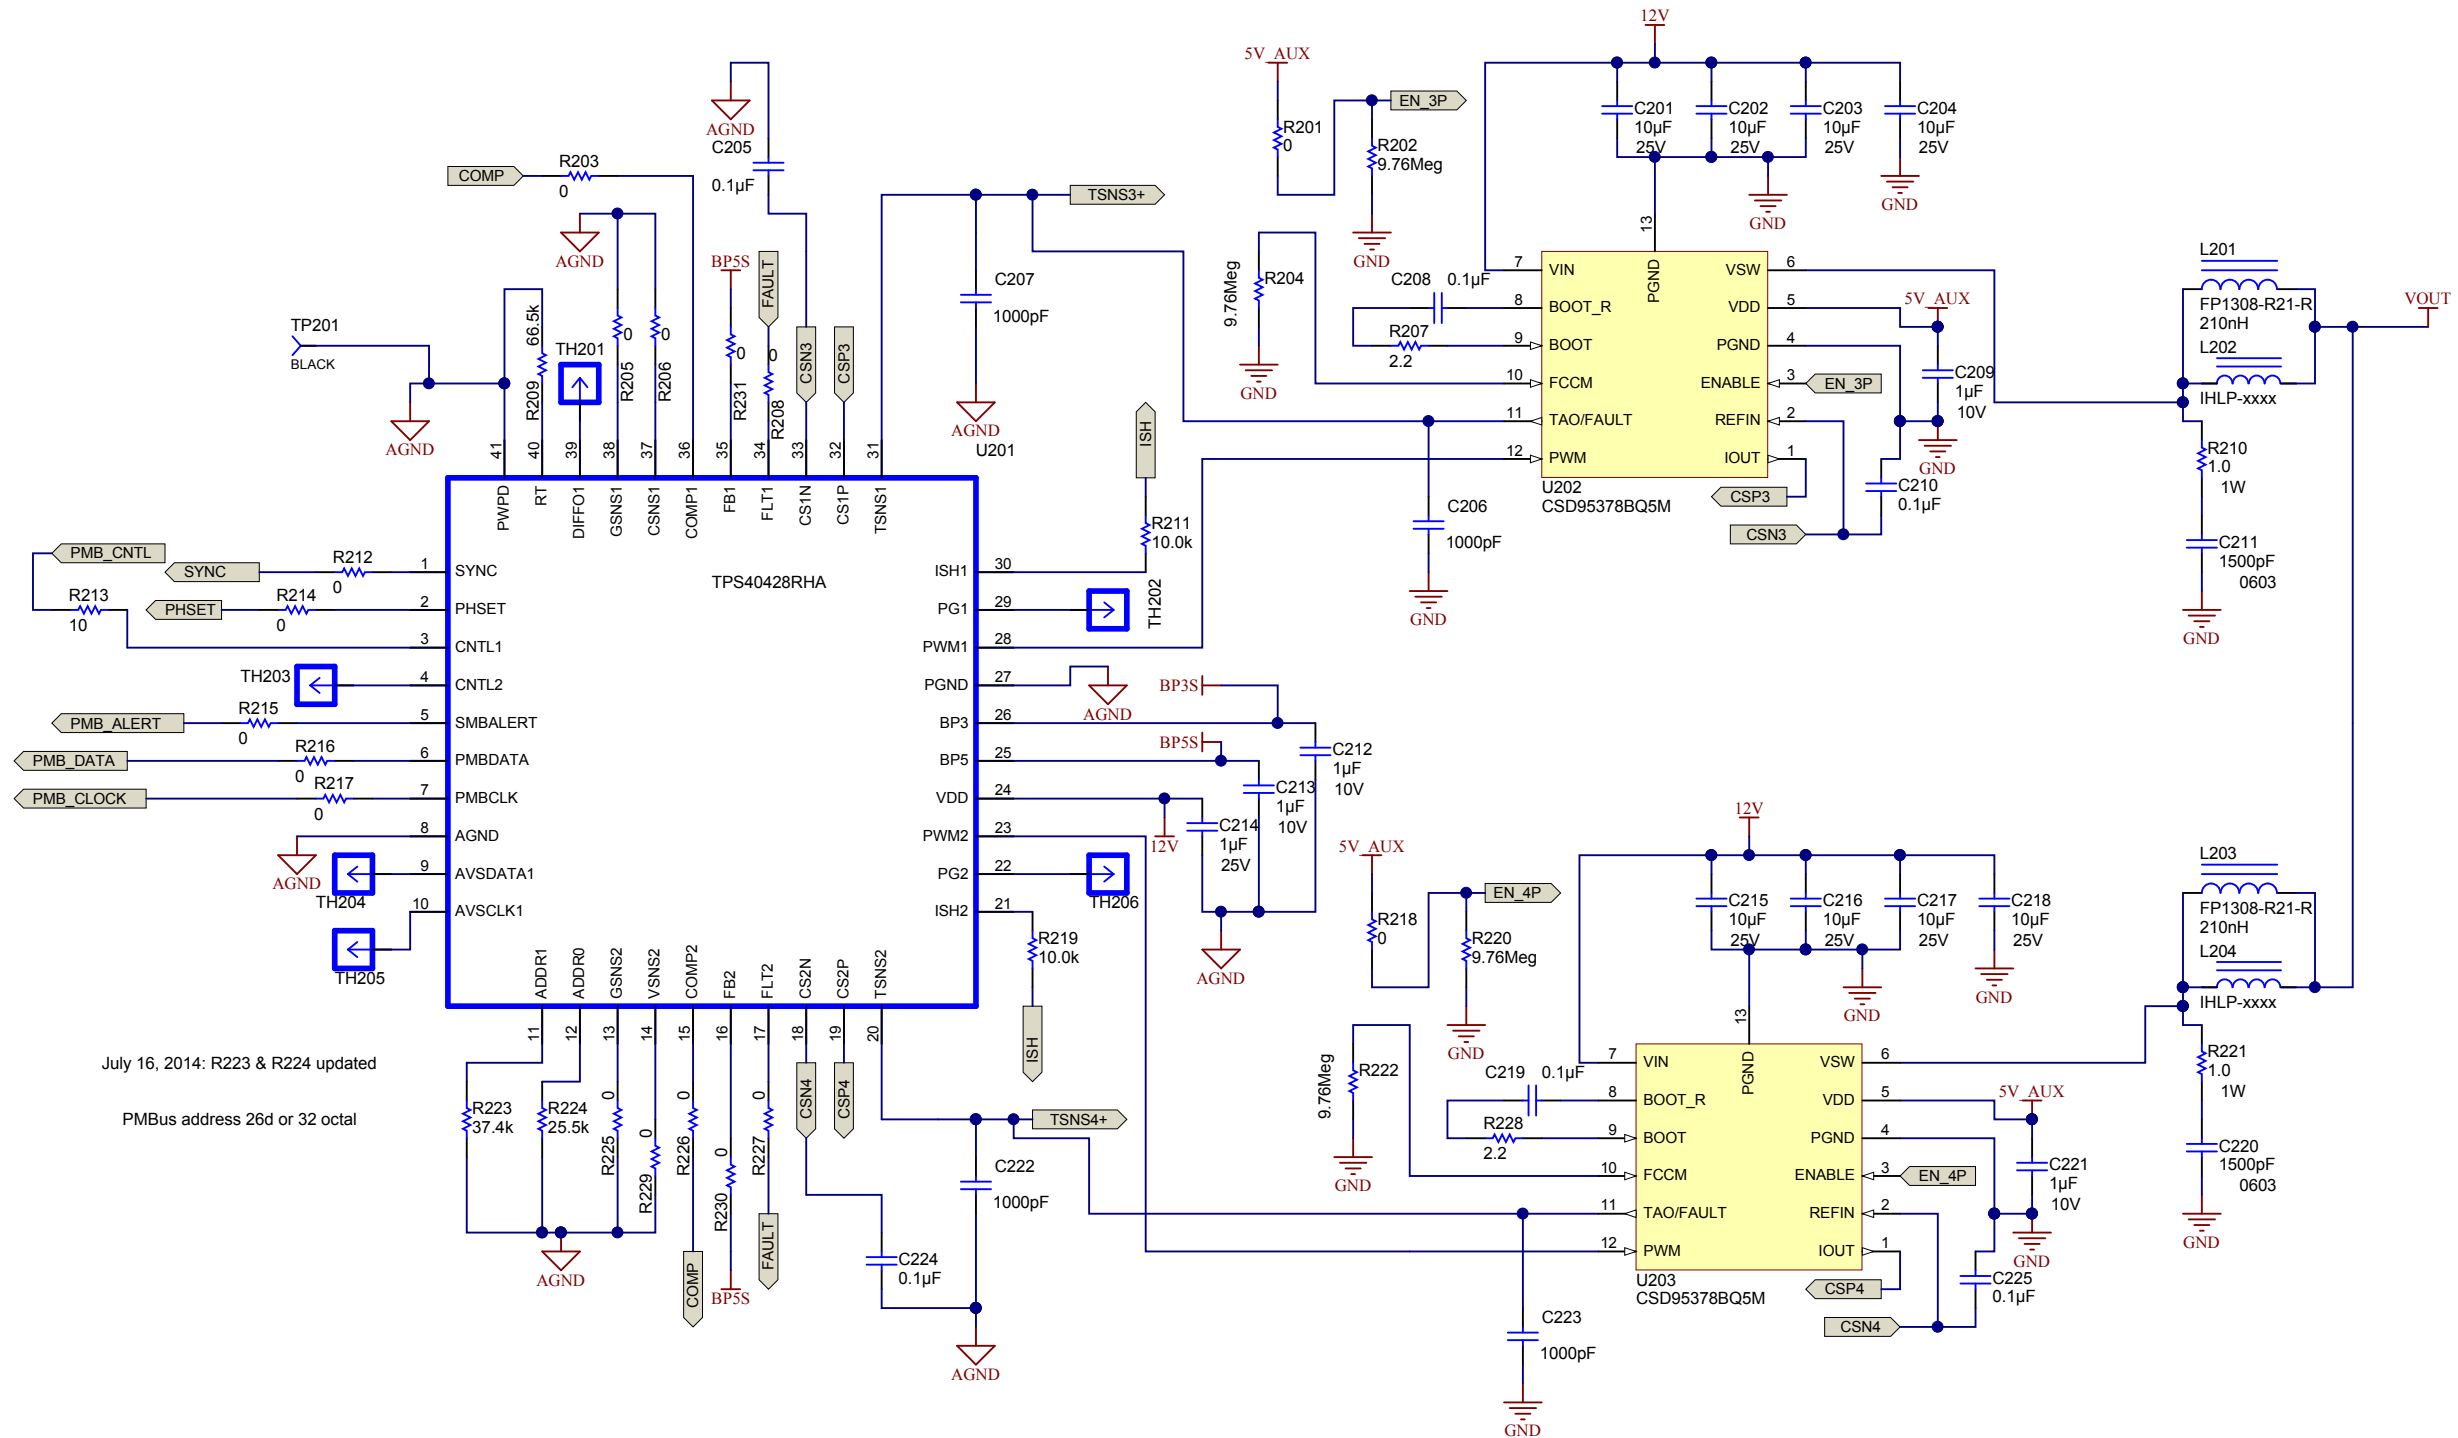 12V
5V_AUX
EN_3P
R201
0
R202
9.76Meg
GND
C201
10µF
25V
C202
10µF
25V
C203
10µF
25V
C204
10µF
25V
GND
GND
AGND
C205
0.1µF
COMP
R203
0
AGND
TSNS3+
BP5S
FAULT
C207
1000pF
AGND
U201
TP201
BLACK
AGND
66.5k
R209
TH201
0
R205
0
R206
0
R231
0
R208
CSN3
CSP3
9.76Meg
R204
GND
C208
0.1µF
R207
2.2
13
PGND
7
VIN
8
BOOT_R
9
BOOT
10
FCCM
11
TAO/FAULT
12
PWM
VSW
6
VDD
5
PGND
4
ENABLE
3
REFIN
2
IOUT
1
U202
CSD95378BQ5M
5V_AUX
C209
1µF
10V
EN_3P
GND
CSP3
C210
0.1µF
CSN3
L201
FP1308-R21-R
210nH
L202
IHLP-xxxx
VOUT
R210
1.0
1W
C211
1500pF
0603
GND
C206
1000pF
GND
ISH
R211
10.0k
41
40
39
38
37
36
35
34
33
32
31
PWPD
RT
DIFFO1
GSNS1
CSNS1
COMP1
FB1
FLT1
CS1N
CS1P
TSNS1
TPS40428RHA
PMB_CNTL
SYNC
R212
0
1
SYNC
R213
10
PHSET
R214
0
2
PHSET
3
CNTL1
TH203
4
CNTL2
PMB_ALERT
R215
0
5
SMBALERT
PMB_DATA
R216
0
6
PMBDATA
PMB_CLOCK
R217
0
7
PMBCLK
8
AGND
AGND
9
AVSDATA1
TH204
10
AVSCLK1
TH205
ISH1
30
PG1
29
TH202
PWM1
28
PGND
27
AGND
BP3S
BP3
26
BP5S
BP5
25
VDD
24
12V
PWM2
23
PG2
22
TH206
ISH2
21
C212
1µF
10V
C213
1µF
10V
C214
1µF
25V
AGND
R219
10.0k
ISH
ADDR1
ADDR0
GSNS2
VSNS2
COMP2
FB2
FLT2
CS2N
CS2P
TSNS2
11
12
13
14
15
16
17
18
19
20
July 16, 2014: R223 & R224 updated
PMBus address 26d or 32 octal
R223
37.4k
R224
25.5k
0
R225
0
R229
0
R226
0
R230
0
R227
CSN4
CSP4
AGND
COMP
BP5S
FAULT
C224
0.1µF
TSNS4+
C222
1000pF
AGND
5V_AUX
EN_4P
R218
0
R220
9.76Meg
GND
9.76Meg
R222
GND
12V
C215
10µF
25V
C216
10µF
25V
C217
10µF
25V
C218
10µF
25V
GND
GND
C219
0.1µF
R228
2.2
13
PGND
7
VIN
8
BOOT_R
9
BOOT
10
FCCM
11
TAO/FAULT
12
PWM
VSW
6
VDD
5
PGND
4
ENABLE
3
REFIN
2
IOUT
1
U203
CSD95378BQ5M
5V_AUX
C221
1µF
10V
EN_4P
GND
CSP4
C225
0.1µF
CSN4
C223
1000pF
GND
L203
FP1308-R21-R
210nH
L204
IHLP-xxxx
R221
1.0
1W
C220
1500pF
0603
GND